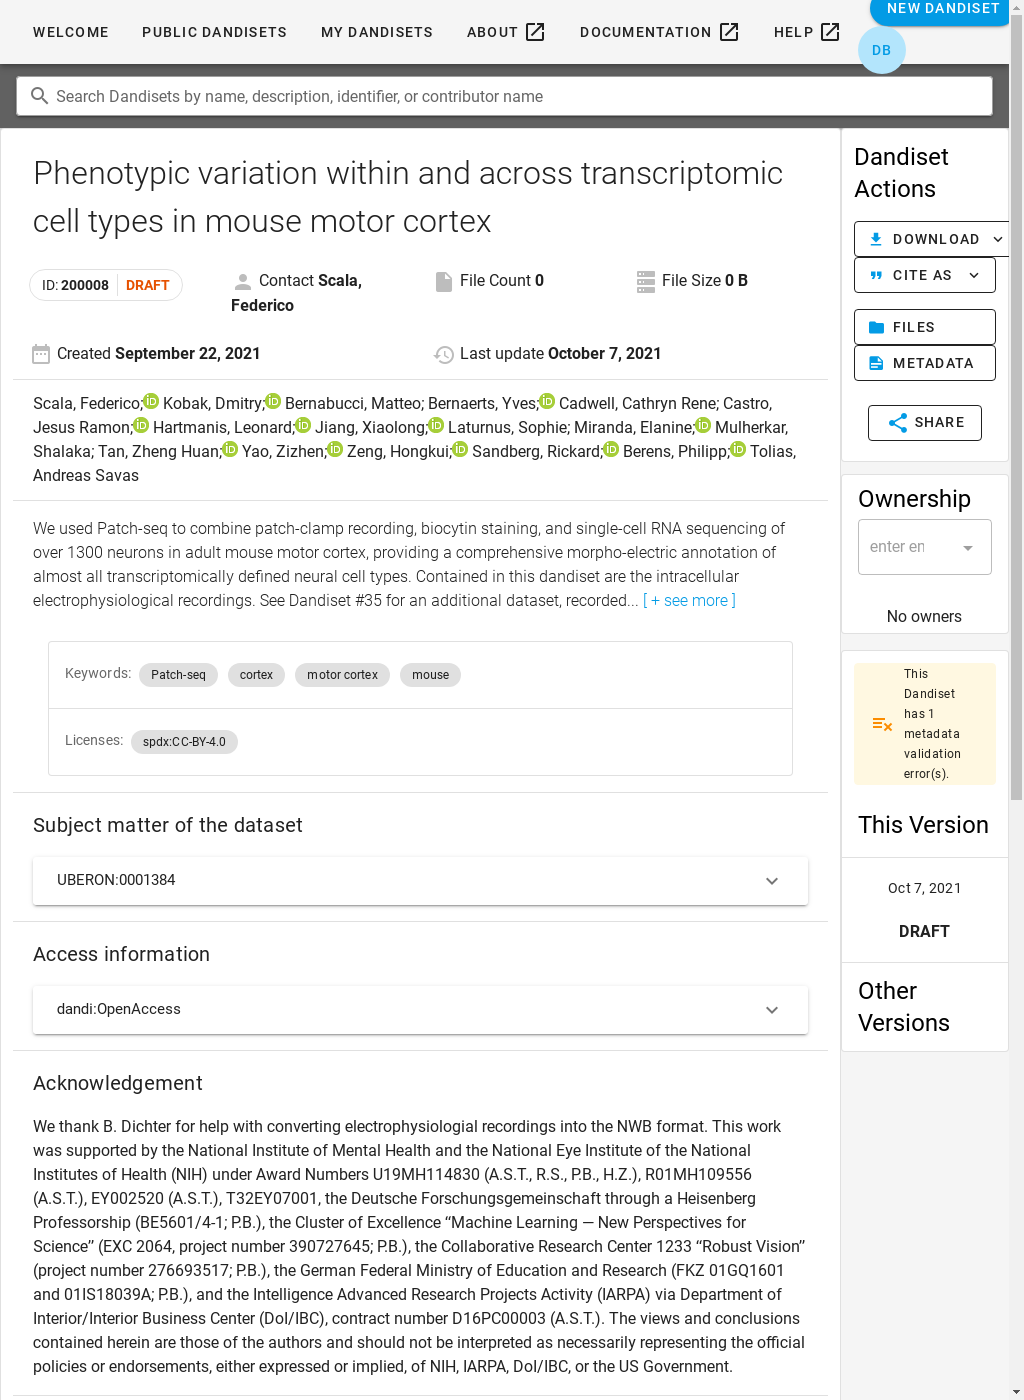 NEW DANDISET
WELCOME PUBLIC DANDISETS MY DANDISETS ABOUT DOCUMENTATION HELP
DB
Search Dandisets by name, description, identifier, or contributor name
Phenotypic variation within and across transcriptomic
cell types in mouse motor cortex
ID: 200008 DRAFT
Contact Scala,
Federico
File Count 0
File Size 0 B
Created September 22, 2021
Last update October 7, 2021
Scala, Federico; Kobak, Dmitry; Bernabucci, Matteo; Bernaerts, Yves; Cadwell, Cathryn Rene; Castro,
Jesus Ramon; Hartmanis, Leonard; Jiang, Xiaolong; Laturnus, Sophie; Miranda, Elanine; Mulherkar,
Shalaka; Tan, Zheng Huan; Yao, Zizhen; Zeng, Hongkui; Sandberg, Rickard; Berens, Philipp; Tolias,
Andreas Savas
We used Patch-seq to combine patch-clamp recording, biocytin staining, and single-cell RNA sequencing of
over 1300 neurons in adult mouse motor cortex, providing a comprehensive morpho-electric annotation of
almost all transcriptomically defined neural cell types. Contained in this dandiset are the intracellular
electrophysiological recordings. See Dandiset #35 for an additional dataset, recorded... [ + see more ]
Keywords: Patch-seq cortex motor cortex mouse
Licenses: spdx:CC-BY-4.0
Subject matter of the dataset
UBERON:0001384
Access information
dandi:OpenAccess
Acknowledgement
We thank B. Dichter for help with converting electrophysiologial recordings into the NWB format. This work
was supported by the National Institute of Mental Health and the National Eye Institute of the National
Institutes of Health (NIH) under Award Numbers U19MH114830 (A.S.T., R.S., P.B., H.Z.), R01MH109556
(A.S.T.), EY002520 (A.S.T.), T32EY07001, the Deutsche Forschungsgemeinschaft through a Heisenberg
Professorship (BE5601/4-1; P.B.), the Cluster of Excellence “Machine Learning — New Perspectives for
Science” (EXC 2064, project number 390727645; P.B.), the Collaborative Research Center 1233 “Robust Vision”
(project number 276693517; P.B.), the German Federal Ministry of Education and Research (FKZ 01GQ1601
and 01IS18039A; P.B.), and the Intelligence Advanced Research Projects Activity (IARPA) via Department of
Interior/Interior Business Center (DoI/IBC), contract number D16PC00003 (A.S.T.). The views and conclusions
contained herein are those of the authors and should not be interpreted as necessarily representing the official
policies or endorsements, either expressed or implied, of NIH, IARPA, DoI/IBC, or the US Government.
Dandiset
Actions
DOWNLOAD
CITE AS
FILES
METADATA
SHARE
Ownership
enter en
No owners
This
Dandiset
has 1
metadata
validation
error(s).
This Version
Oct 7, 2021
DRAFT
Other
Versions